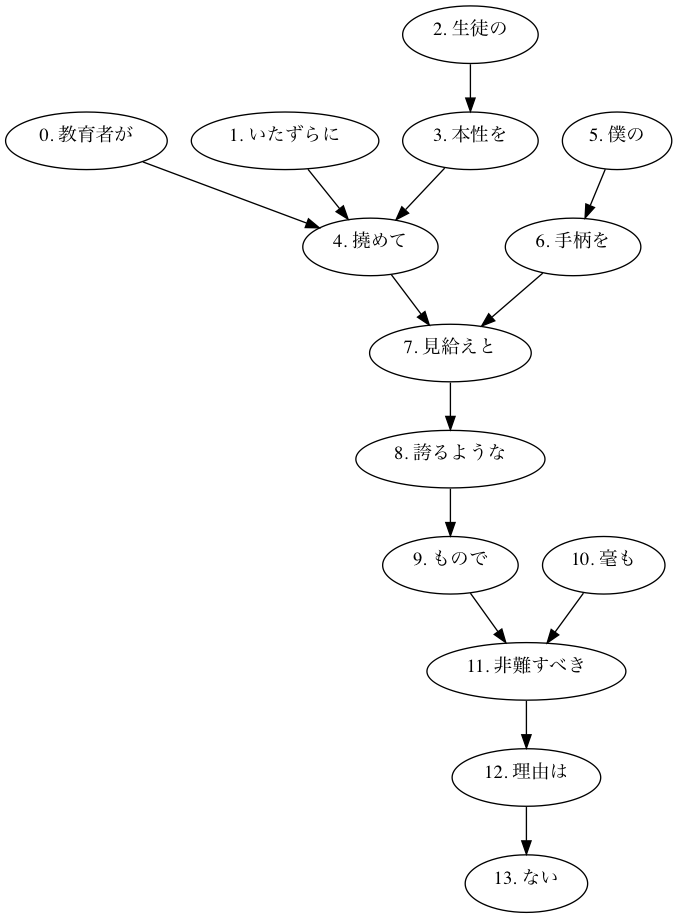 2. 生徒の
0. 教育者が
1. いたずらに
3. 本性を
5. 僕の
4. 撓めて
6. 手柄を
7. 見給えと
8. 誇るような
9. もので
10. 毫も
11. 非難すべき
12. 理由は
13. ない